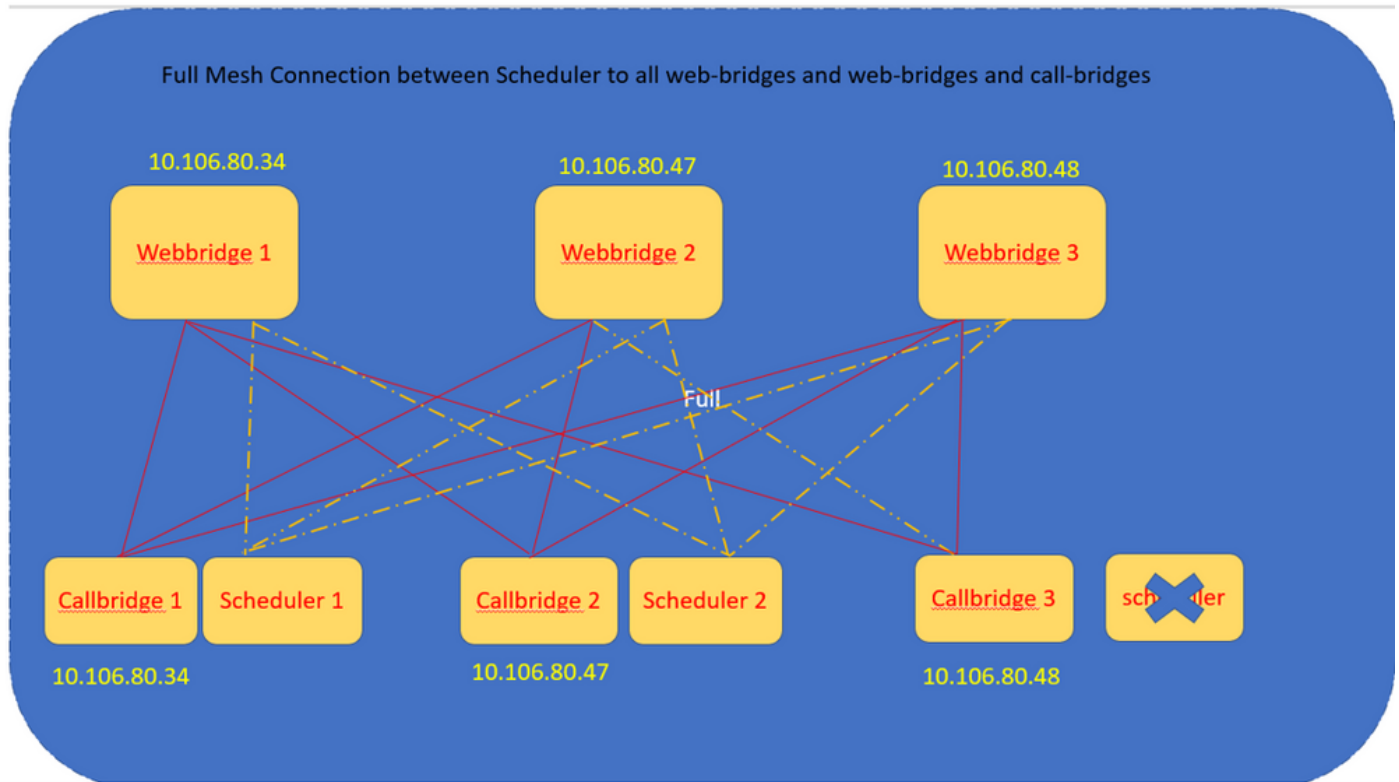 Full Mesh Connection between Scheduler to all web-bridges and web-bridges and call-bridges
10.106.80.34
10.106.80.47
10.106.80.48
Webbridge 1
Webbridge 2
Webbridge 3
Full
Callbridge 1
Scheduler 1
Callbridge 2
Scheduler 2
Callbridge 3
10.106.80.34
10.106.80.47
10.106.80.48